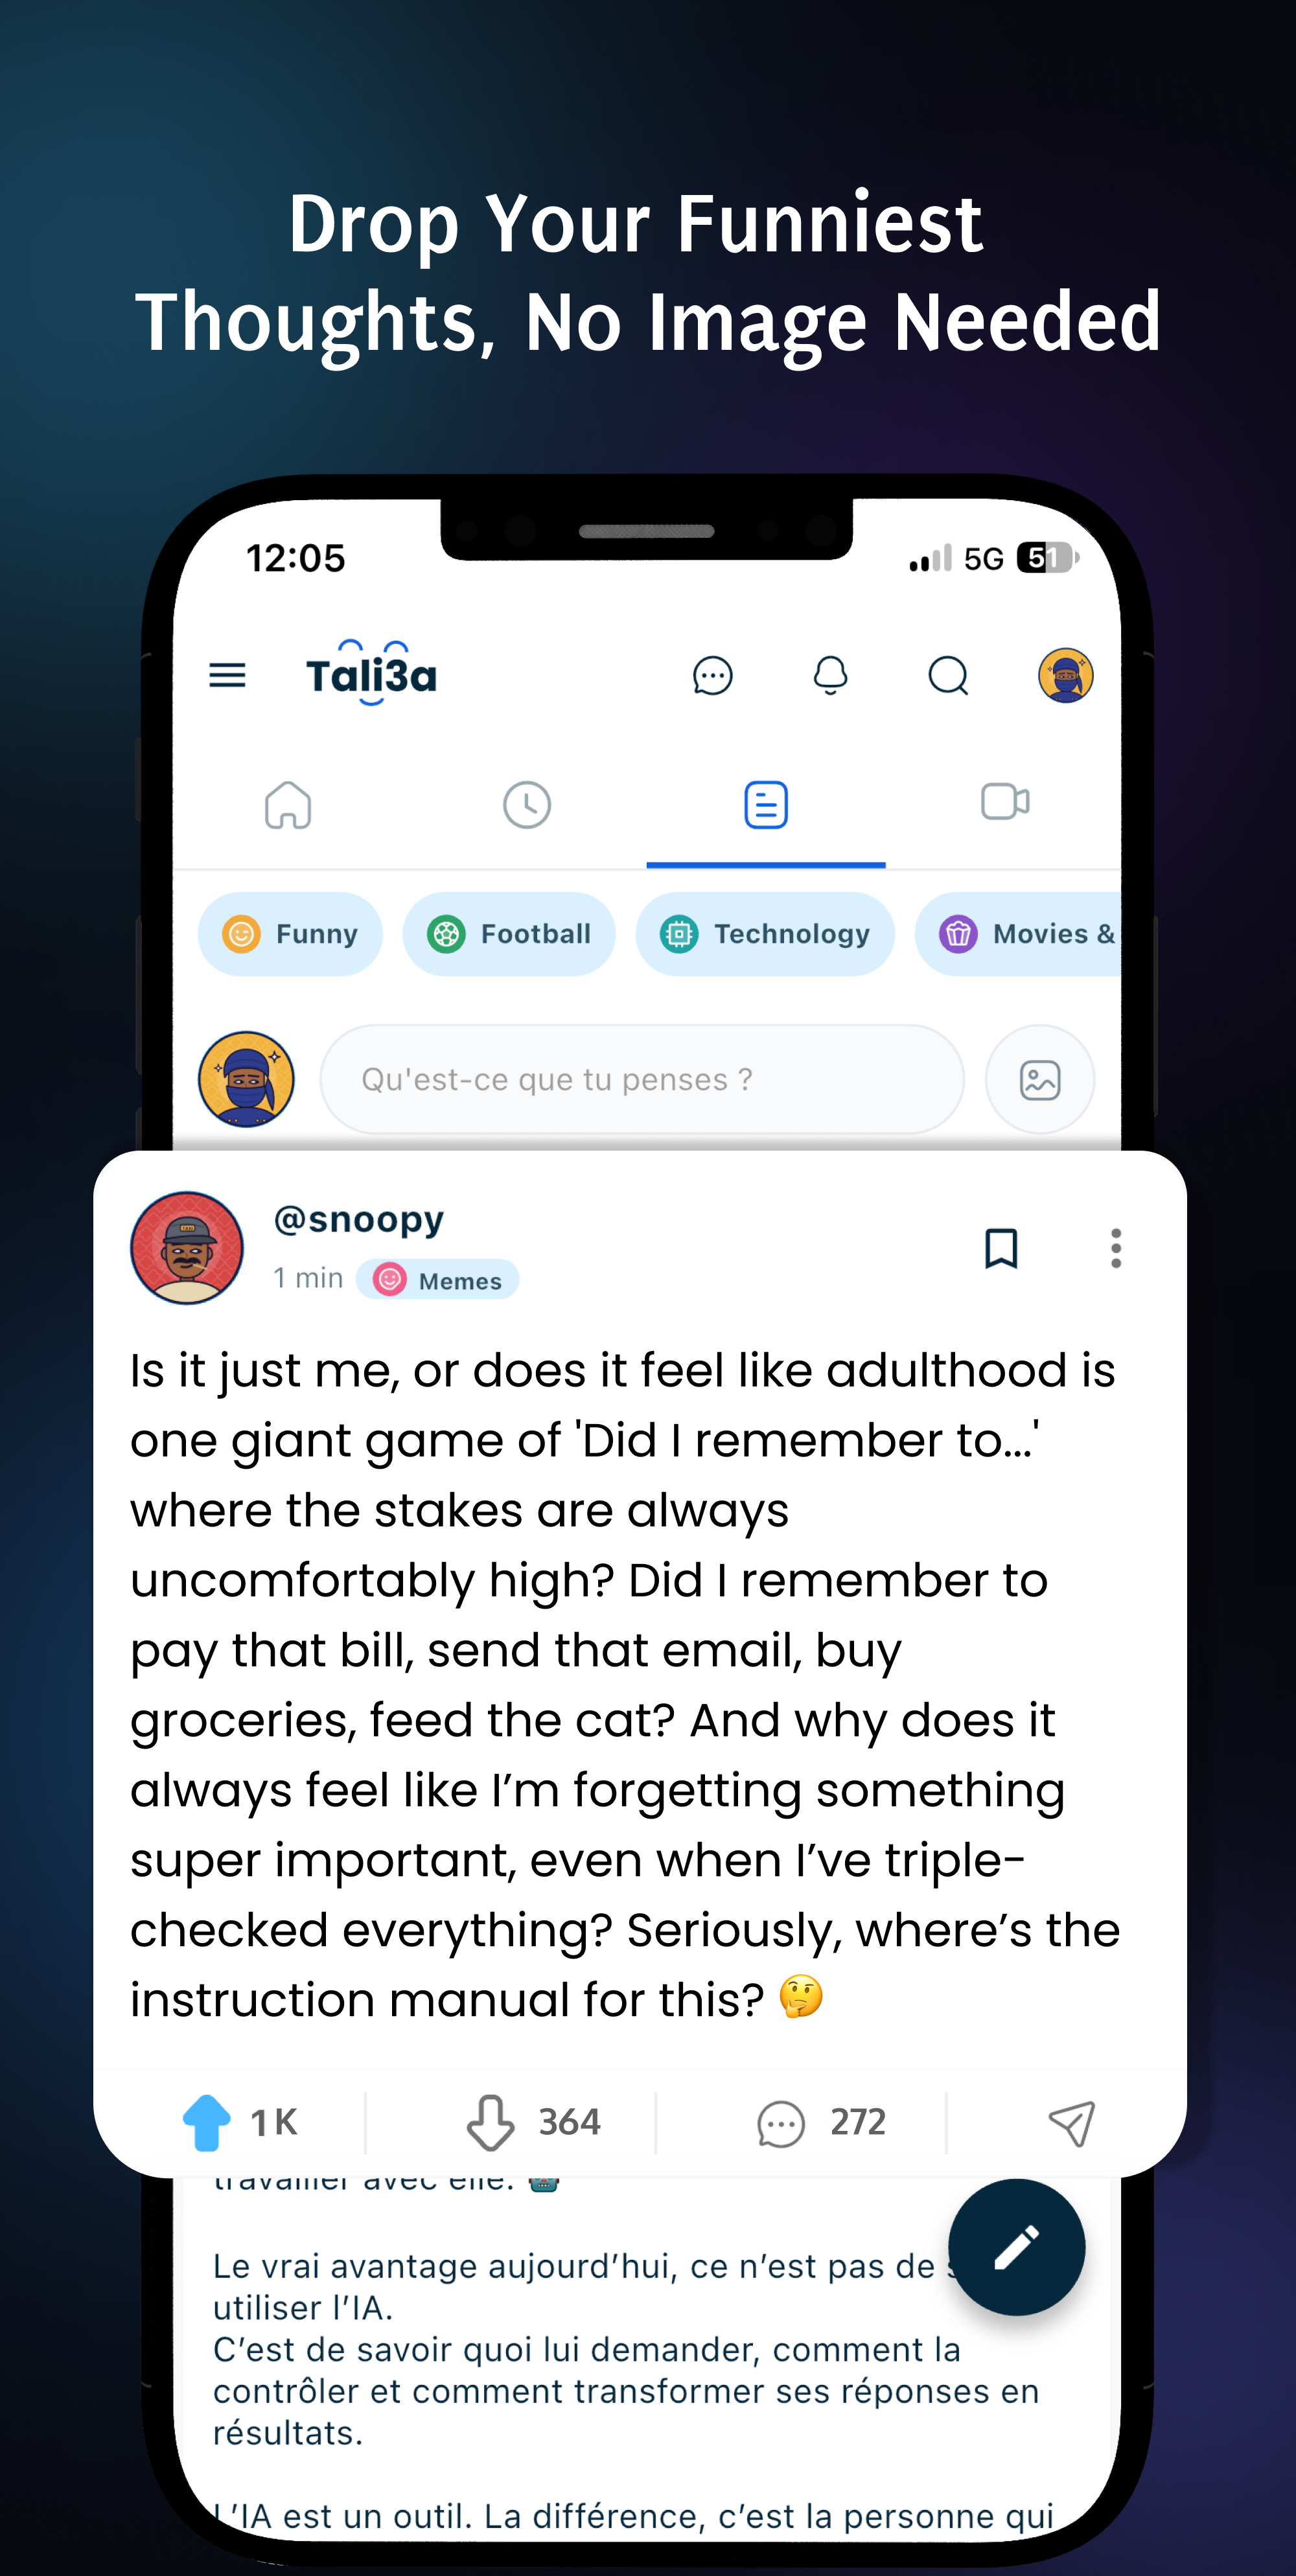 Drop Your Funniest
Thoughts, No Image Needed
12:05
5G 51
Tali3a
Funny
Football
Technology
Movies &
Qu'est-ce que tu penses ?
@snoopy
1 min
Memes
Is it just me, or does it feel like adulthood is
one giant game of 'Did I remember to...'
where the stakes are always
uncomfortably high? Did I remember to
pay that bill, send that email, buy
groceries, feed the cat? And why does it
always feel like I’m forgetting something
super important, even when I’ve triple-
checked everything? Seriously, where’s the
instruction manual for this? 🤔
1K
364
272
travailler avec elle. 🤖
Le vrai avantage aujourd’hui, ce n’est pas de
utiliser l’IA.
C’est de savoir quoi lui demander, comment la
contrôler et comment transformer ses réponses en
résultats.
L’IA est un outil. La différence, c’est la personne qui